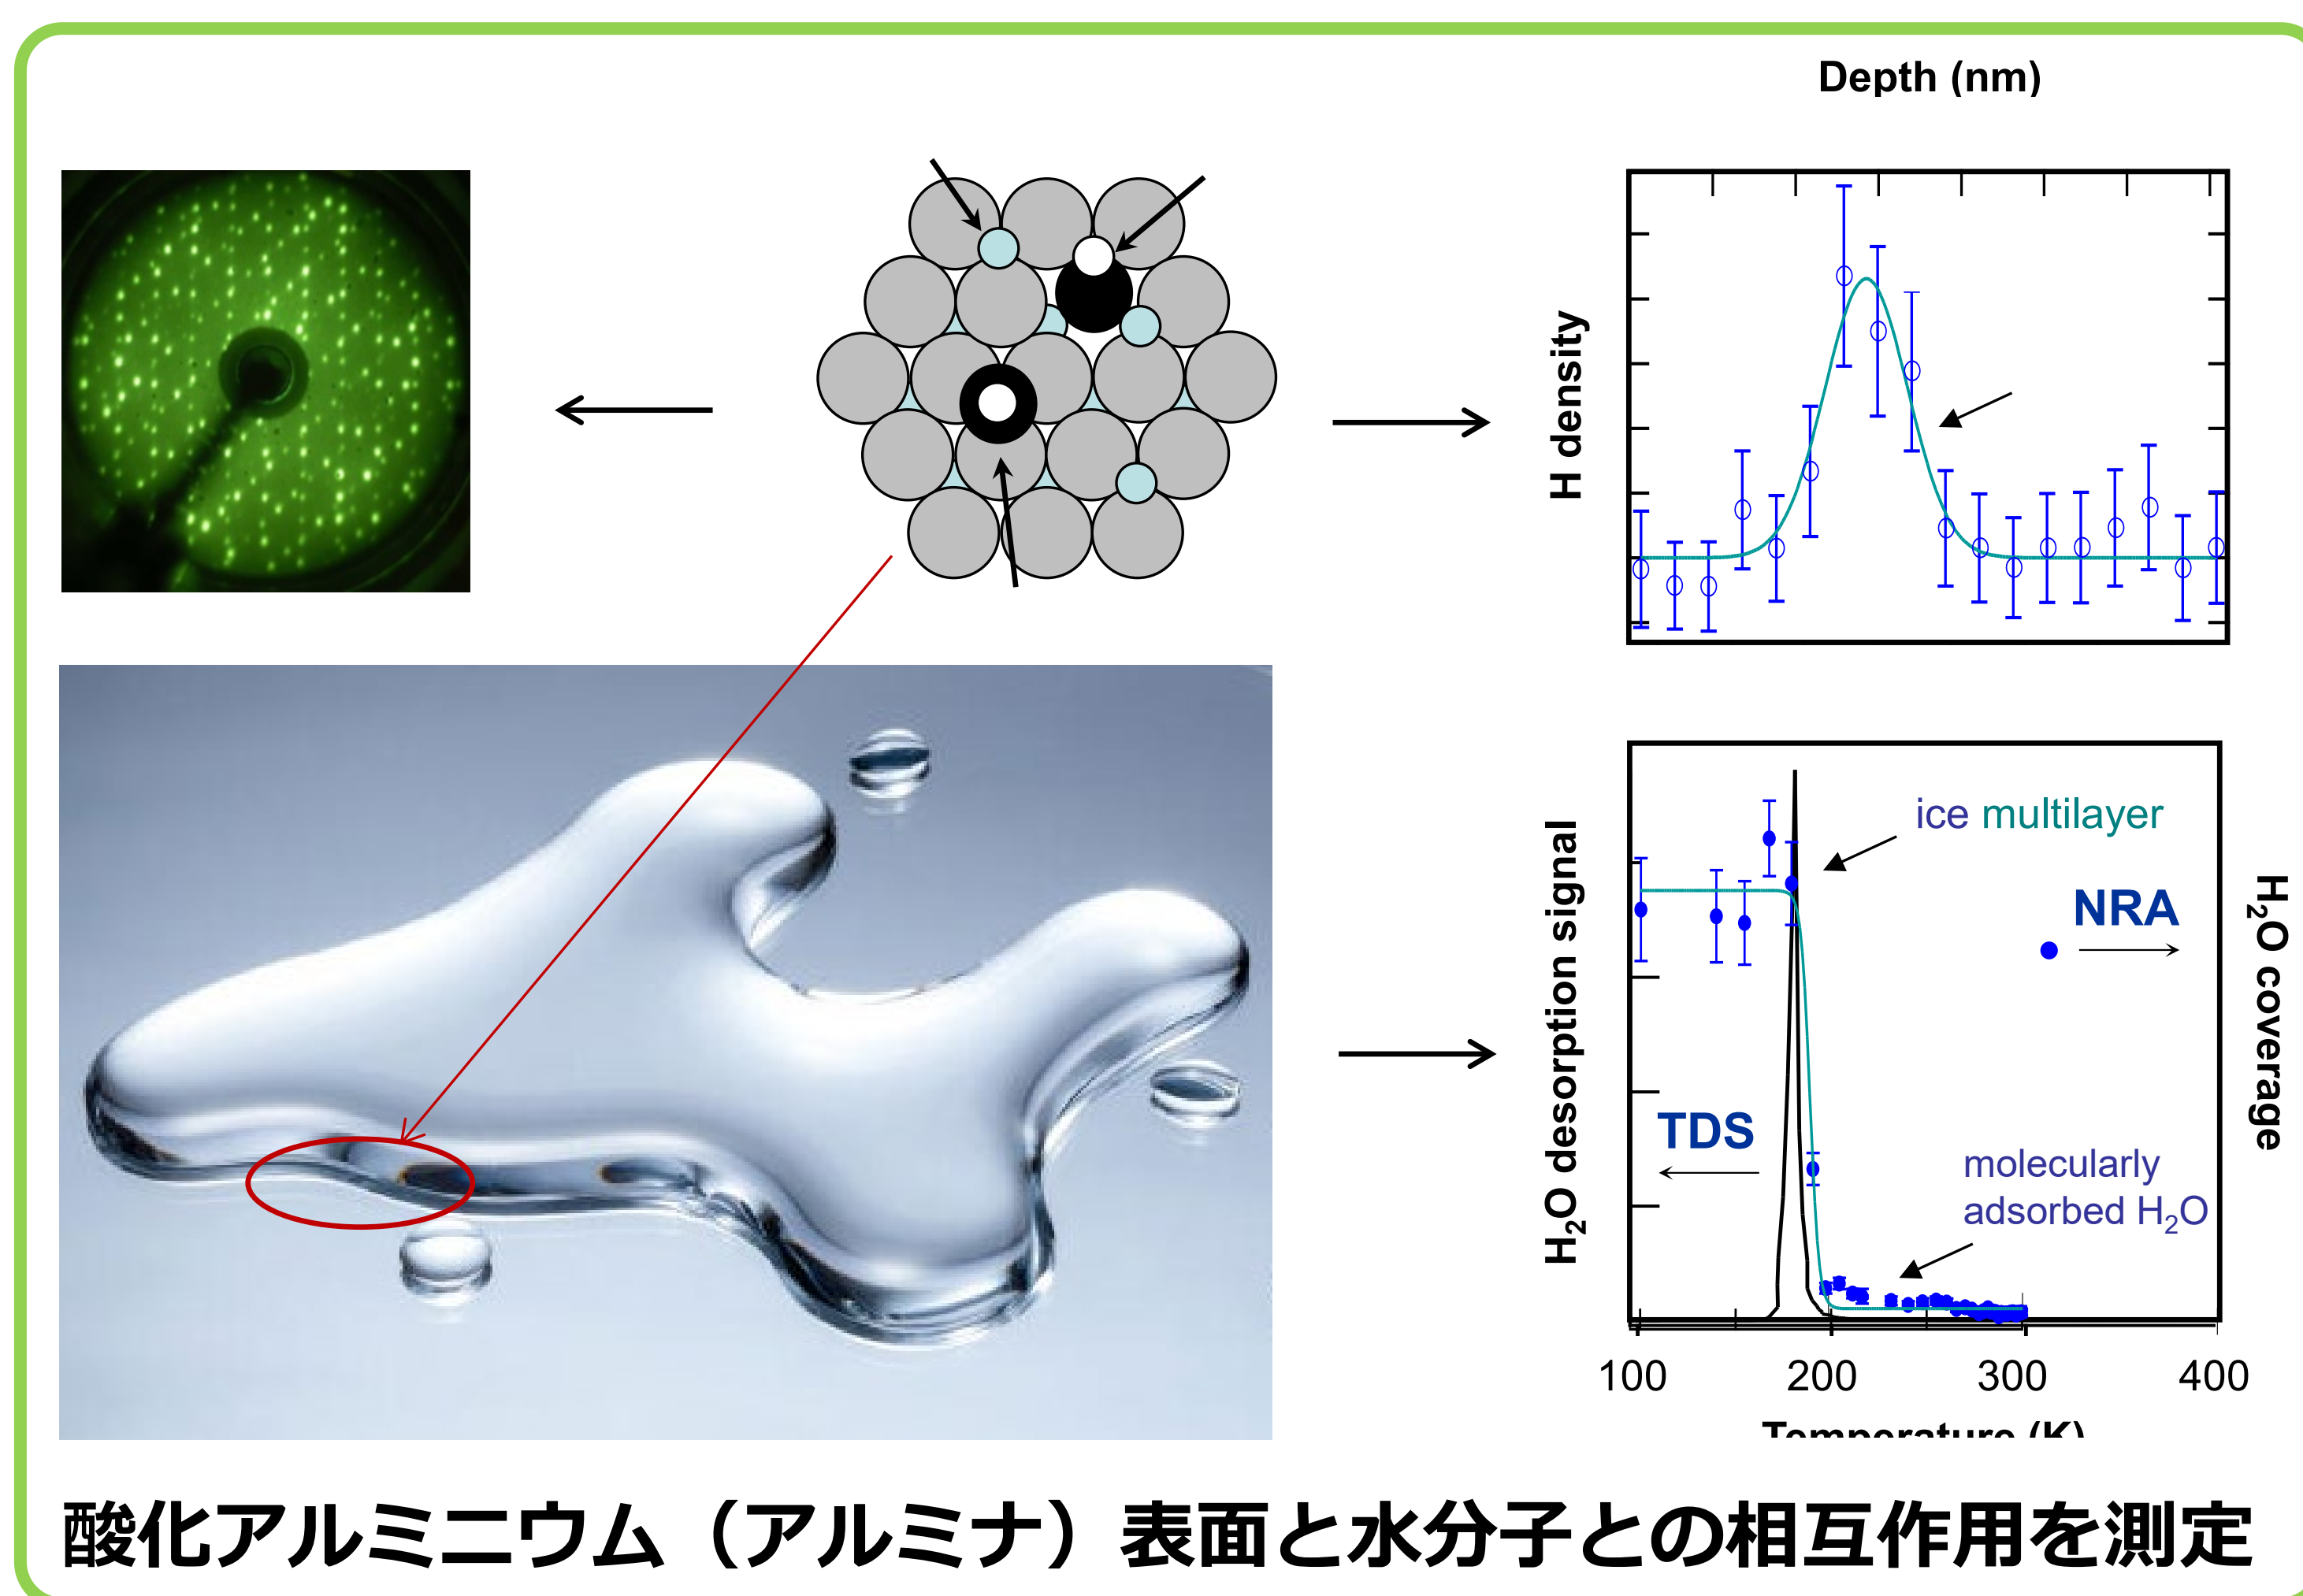 Depth (nm)
H density
H₂O desorption signal
ice multilayer
NRA
H₂O coverage
TDS
molecularly
adsorbed H₂O
100 200 300 400
Temperature (K)
酸化アルミニウム（アルミナ）表面と水分子との相互作用を測定